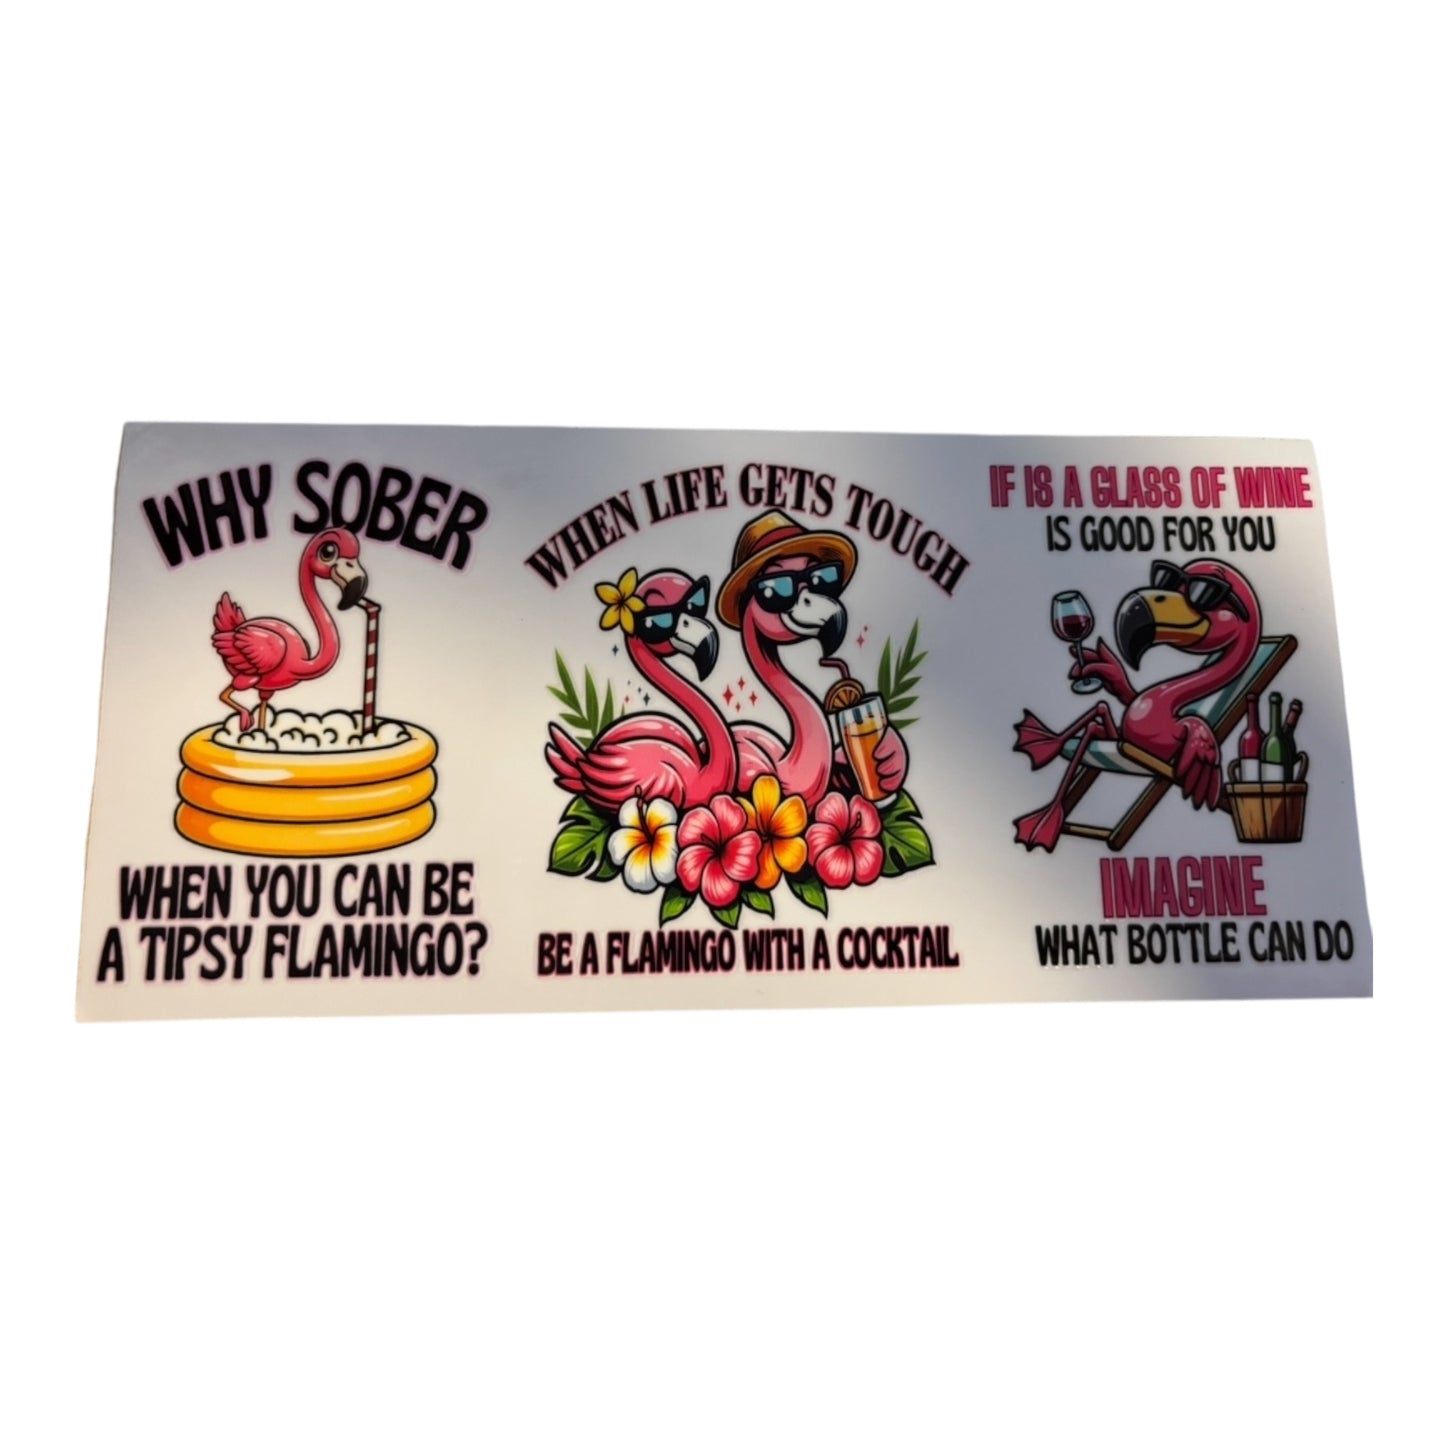 WHY SOBER
WHEN YOU CAN BE
A TIPSY FLAMINGO?
WHEN LIFE GETS TOUGH
BE A FLAMINGO WITH A COCKTAIL
IF IS A GLASS OF WINE
IS GOOD FOR YOU
IMAGINE
WHAT BOTTLE CAN DO